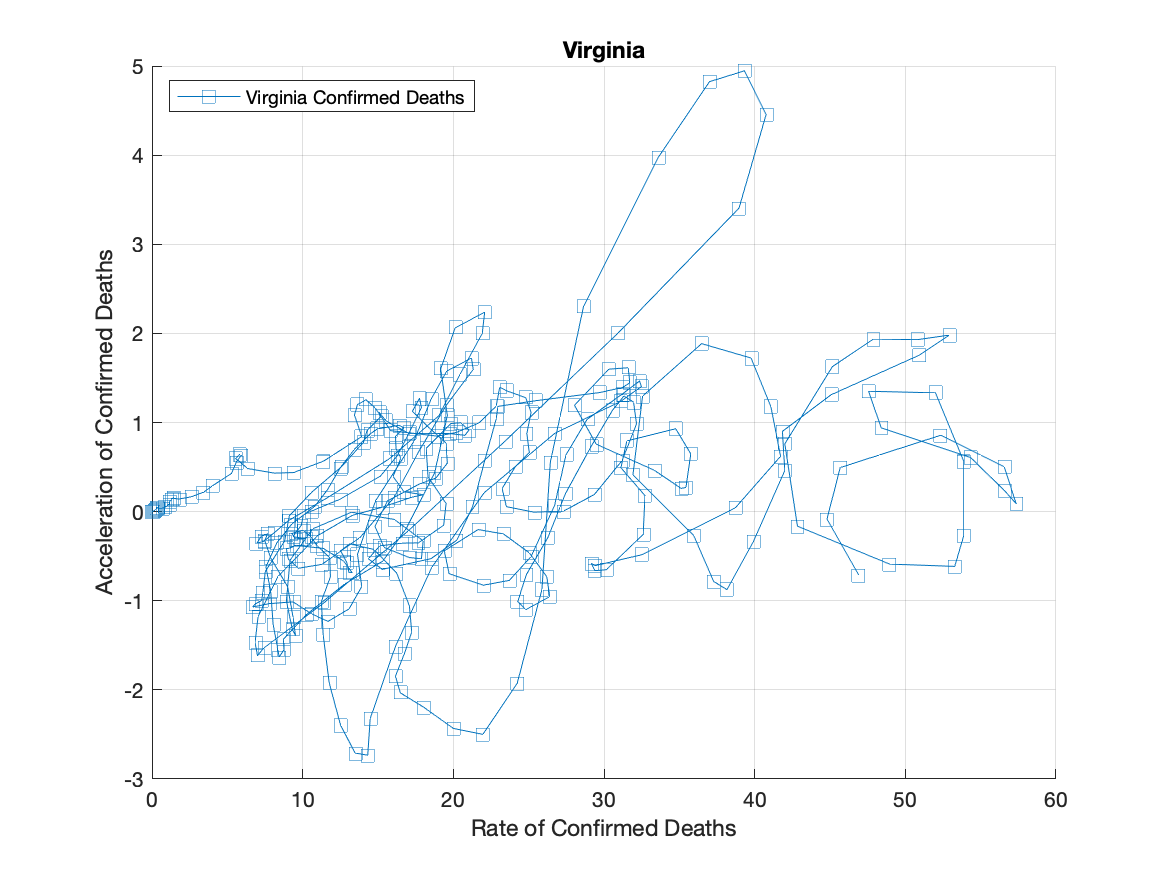 Virginia
Virginia Confirmed Deaths
5
4
3
2
1
0
-1
-2
-3
Acceleration of Confirmed Deaths
0 10 20 30 40 50 60
Rate of Confirmed Deaths